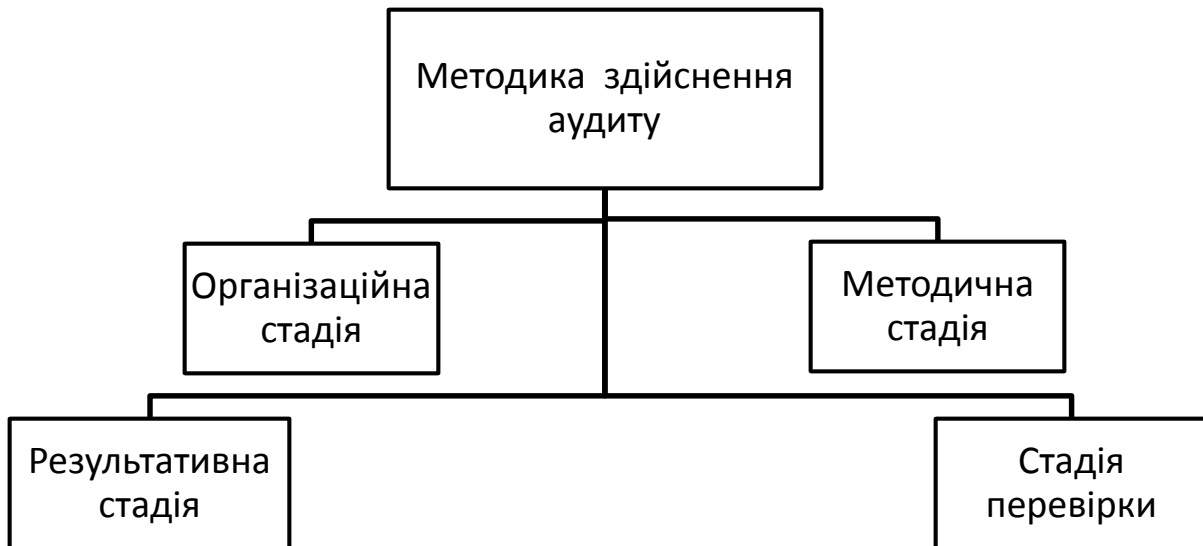 Методика здійснення
аудиту
Організаційна
стадія
Методична
стадія
Результативна
стадія
Стадія
перевірки